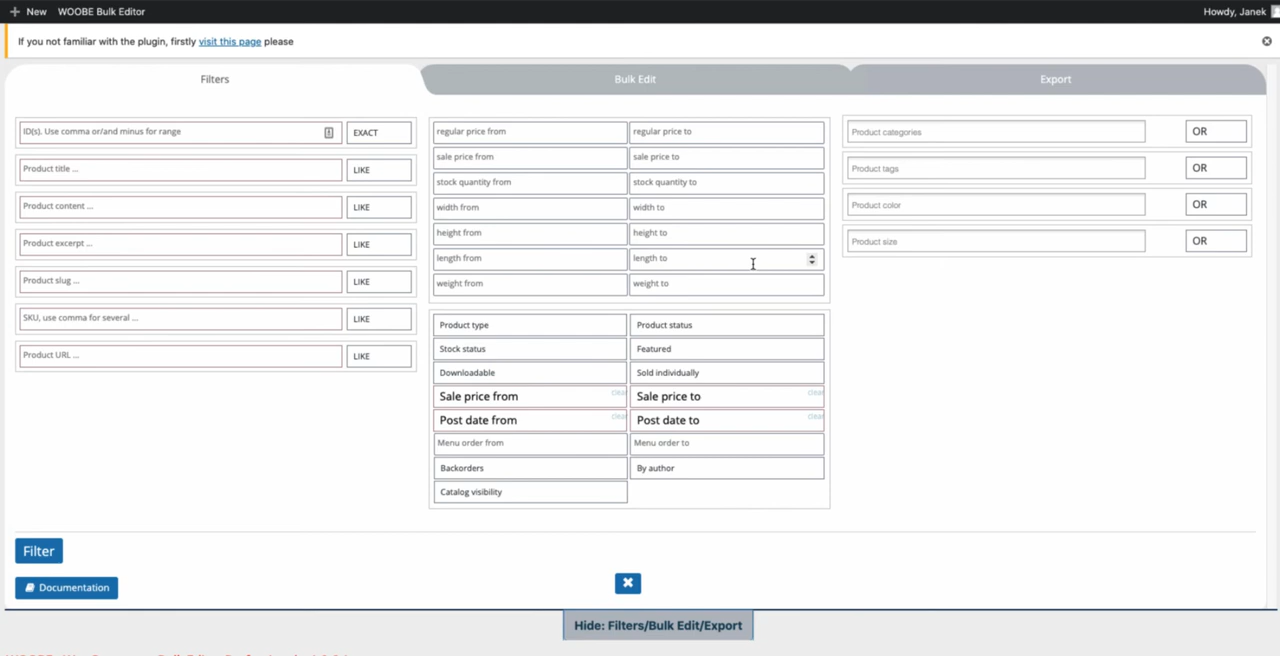 New WOOBE Bulk Editor Howdy, Janek
If you not familiar with the plugin, firstly visit this page please
Filters Bulk Edit Export
ID(s). Use comma or/and minus for range EXACT
Product title ... LIKE
Product content ... LIKE
Product excerpt ... LIKE
Product slug ... LIKE
SKU, use comma for several ... LIKE
Product URL ... LIKE
regular price from regular price to
sale price from sale price to
stock quantity from stock quantity to
width from width to
height from height to
length from length to
weight from weight to
Product type Product status
Stock status Featured
Downloadable Sold individually
Sale price from clear Sale price to clear
Post date from clear Post date to clear
Menu order from Menu order to
Backorders By author
Catalog visibility
Product categories OR
Product tags OR
Product color OR
Product size OR
Filter
Documentation
Hide: Filters/Bulk Edit/Export